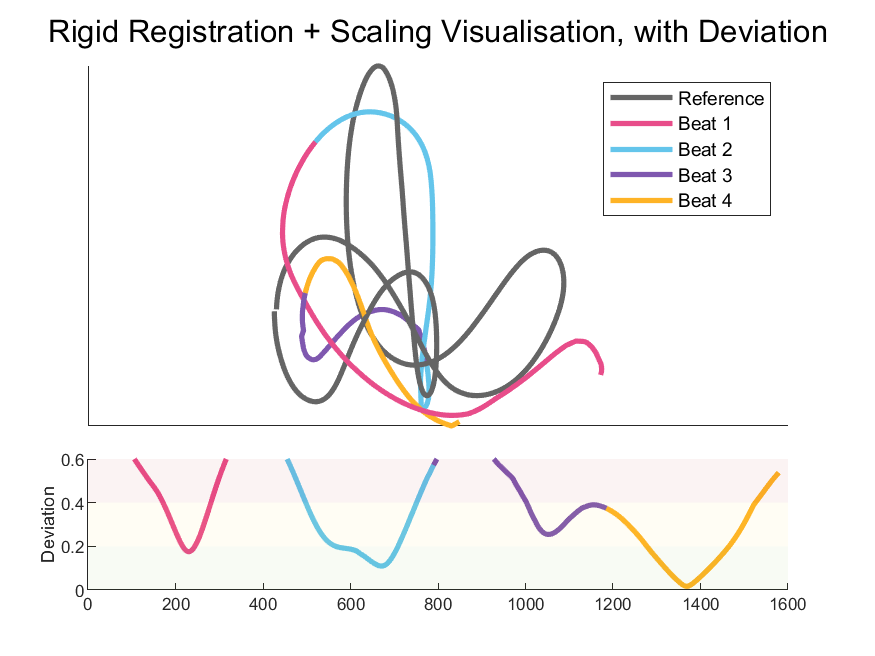 Rigid Registration + Scaling Visualisation, with Deviation
Reference
Beat 1
Beat 2
Beat 3
Beat 4
0.6
0.4
0.2
0
Deviation
0 200 400 600 800 1000 1200 1400 1600